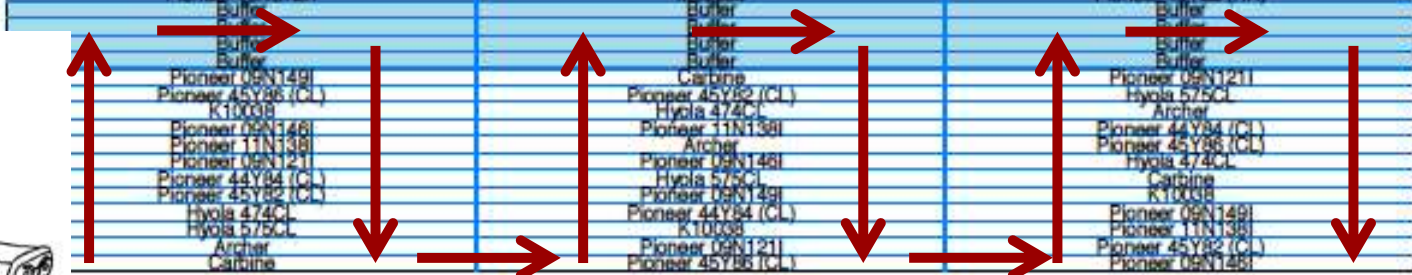 Buffer
Buffer
Buffer
Buffer
Pioneer 09N149I
Pioneer 45Y86 (CL)
K10038
Pioneer 09N146I
Pioneer 11N138I
Pioneer 09N121I
Pioneer 44Y84 (CL)
Pioneer 45Y82 (CL)
Hyola 474CL
Hyola 575CL
Archer
Carbine
Buffer
Buffer
Buffer
Buffer
Carbine
Pioneer 45Y82 (CL)
Hyola 474CL
Pioneer 11N138I
Archer
Pioneer 09N146I
Hyola 575CL
Pioneer 09N149I
Pioneer 44Y84 (CL)
K10038
Pioneer 09N121I
Pioneer 45Y86 (CL)
Buffer
Buffer
Buffer
Buffer
Pioneer 09N121I
Hyola 575CL
Archer
Pioneer 44Y84 (CL)
Pioneer 45Y86 (CL)
Hyola 474CL
Carbine
K10038
Pioneer 09N149I
Pioneer 11N138I
Pioneer 45Y82 (CL)
Pioneer 09N146I